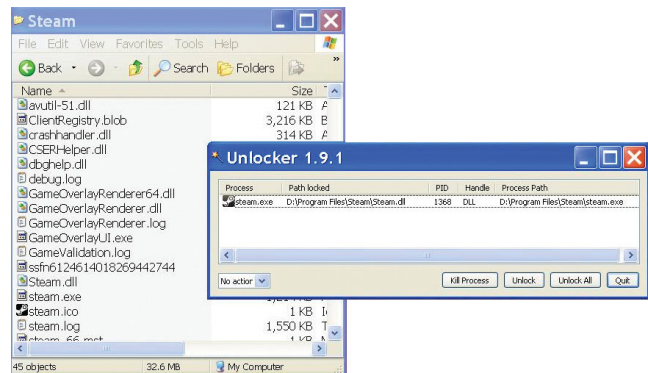 Steam
File Edit View Favorites Tools Help
Back Search Folders »
Name Size
avutil-51.dll 121 KB A
ClientRegistry.blob 3,216 KB B
crashhandler.dll 314 KB A
CSERHelper.dll
dbghelp.dll
debug.log
GameOverlayRenderer64.dll
GameOverlayRenderer.dll
GameOverlayRenderer.log
GameOverlayUI.exe
GameValidation.log
ssfn6124614018269442744
Steam.dll
steam.exe
steam.ico 1 KB I
steam.log 1,550 KB T
steam_66.mst 1 KB
45 objects 32.6 MB My Computer
Unlocker 1.9.1
Process Path locked PID Handle Process Path
steam.exe D:\Program Files\Steam\Steam.dll 1368 DLL D:\Program Files\Steam\steam.exe
No action Kill Process Unlock Unlock All Quit